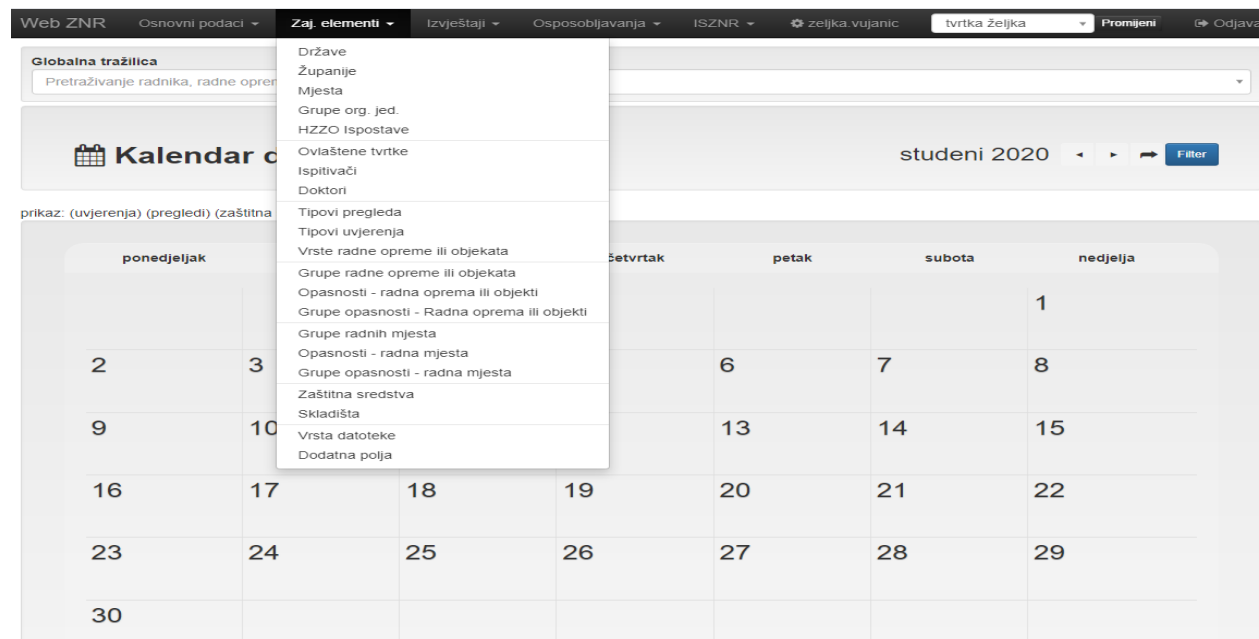 Web ZNR Osnovni podaci Zaj. elementi Izvještaji Osposobljavanja ISZNR zeljka.vujanic tvrtka željka Promijeni Odjava
Globalna tražilica
Pretraživanje radnika, radne
Države
Županije
Mjesta
Grupe org. jed.
HZZO Ispostave
Ovlaštene tvrtke
Ispitivači
Doktori
Tipovi pregleda
Tipovi uvjerenja
Vrste radne opreme ili objekata
Grupe radne opreme ili objekata
Opasnosti - radna oprema ili objekti
Grupe opasnosti - Radna oprema ili objekti
Grupe radnih mjesta
Opasnosti - radna mjesta
Grupe opasnosti - radna mjesta
Zaštitna sredstva
Skladišta
Vrsta datoteke
Dodatna polja
Kalendar
studeni 2020 Filter
prikaz: (uvjerenja) (pregledi) (zaštitna
ponedjeljak četvrtak petak subota nedjelja
1
2 3 6 7 8
9 10 13 14 15
16 17 18 19 20 21 22
23 24 25 26 27 28 29
30